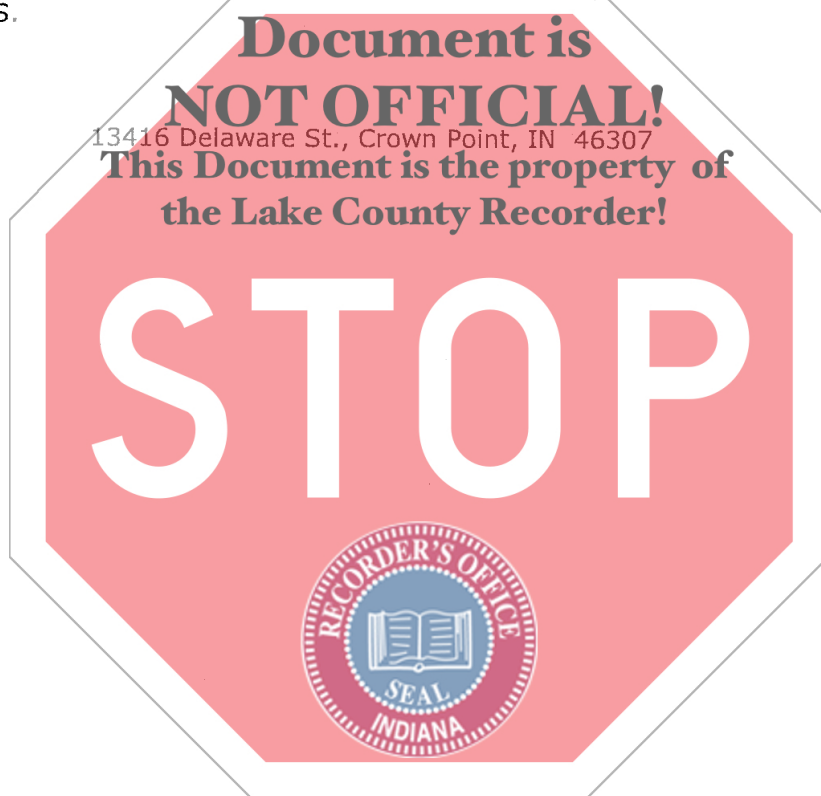 s.
Document is
NOT OFFICIAL!
13416 Delaware St., Crown Point, IN 46307
This Document is the property of
the Lake County Recorder!
STOP
RECORDER'S OFFICE
SEAL
INDIANA